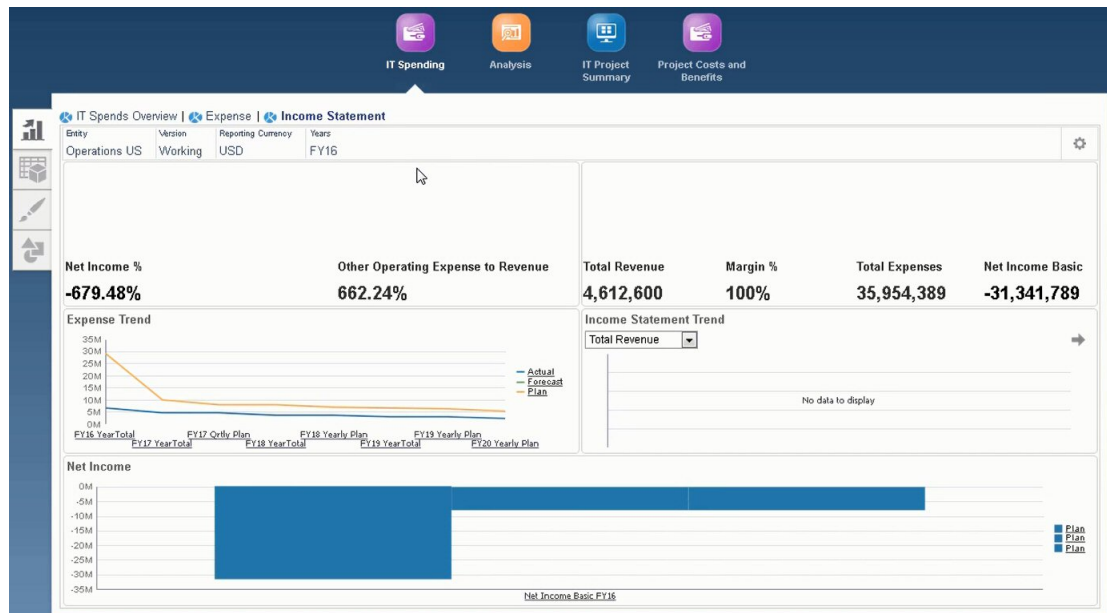 IT Spending
Analysis
IT Project
Summary
Project Costs and
Benefits
IT Spends Overview | Expense | Income Statement
Entity Version Reporting Currency Years
Operations US Working USD FY16
Net Income % Other Operating Expense to Revenue
-679.48% 662.24%
Total Revenue Margin % Total Expenses Net Income Basic
4,612,600 100% 35,954,389 -31,341,789
Expense Trend
35M
30M
25M
20M
15M
10M
5M
0M
Actual
Forecast
Plan
FY16 YearTotal FY17 Qrtly Plan FY18 Yearly Plan FY19 Yearly Plan
FY17 YearTotal FY18 YearTotal FY19 YearTotal FY20 Yearly Plan
Income Statement Trend
Total Revenue
No data to display
Net Income
0M
-5M
-10M
-15M
-20M
-25M
-30M
-35M
Plan
Plan
Plan
Net Income Basic FY16